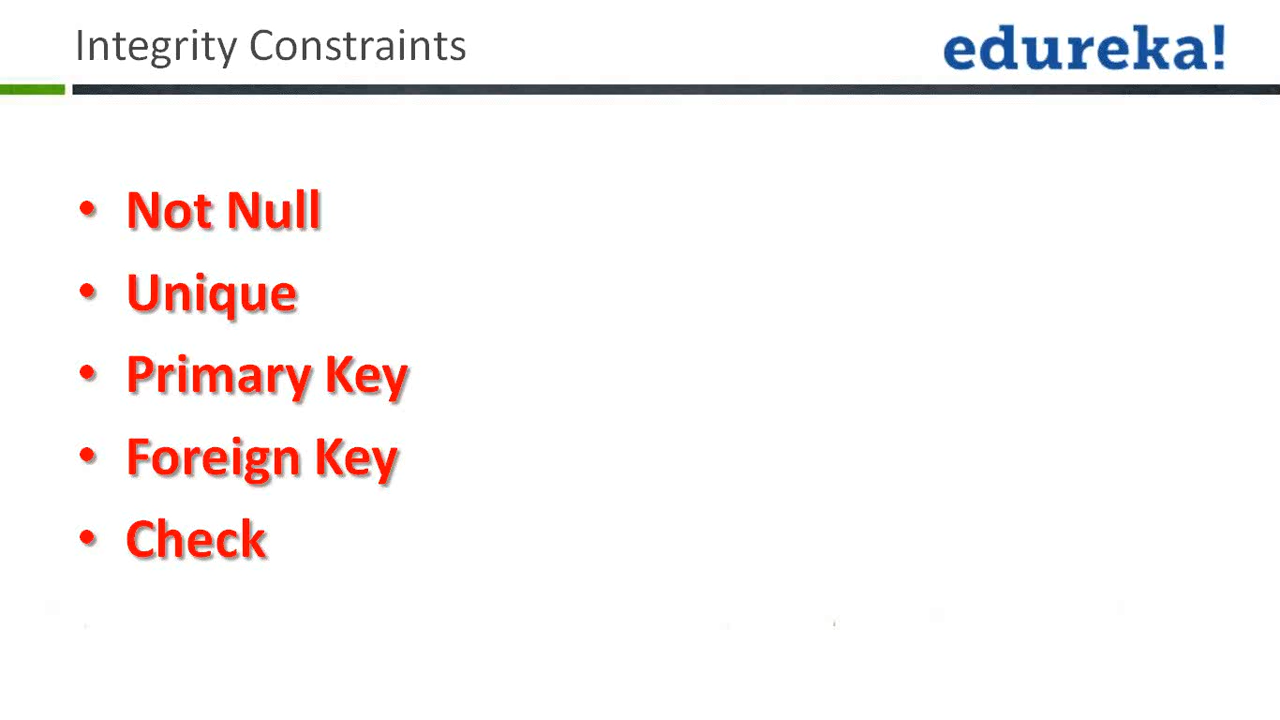 Integrity Constraints
edureka!
• Not Null
• Unique
• Primary Key
• Foreign Key
• Check